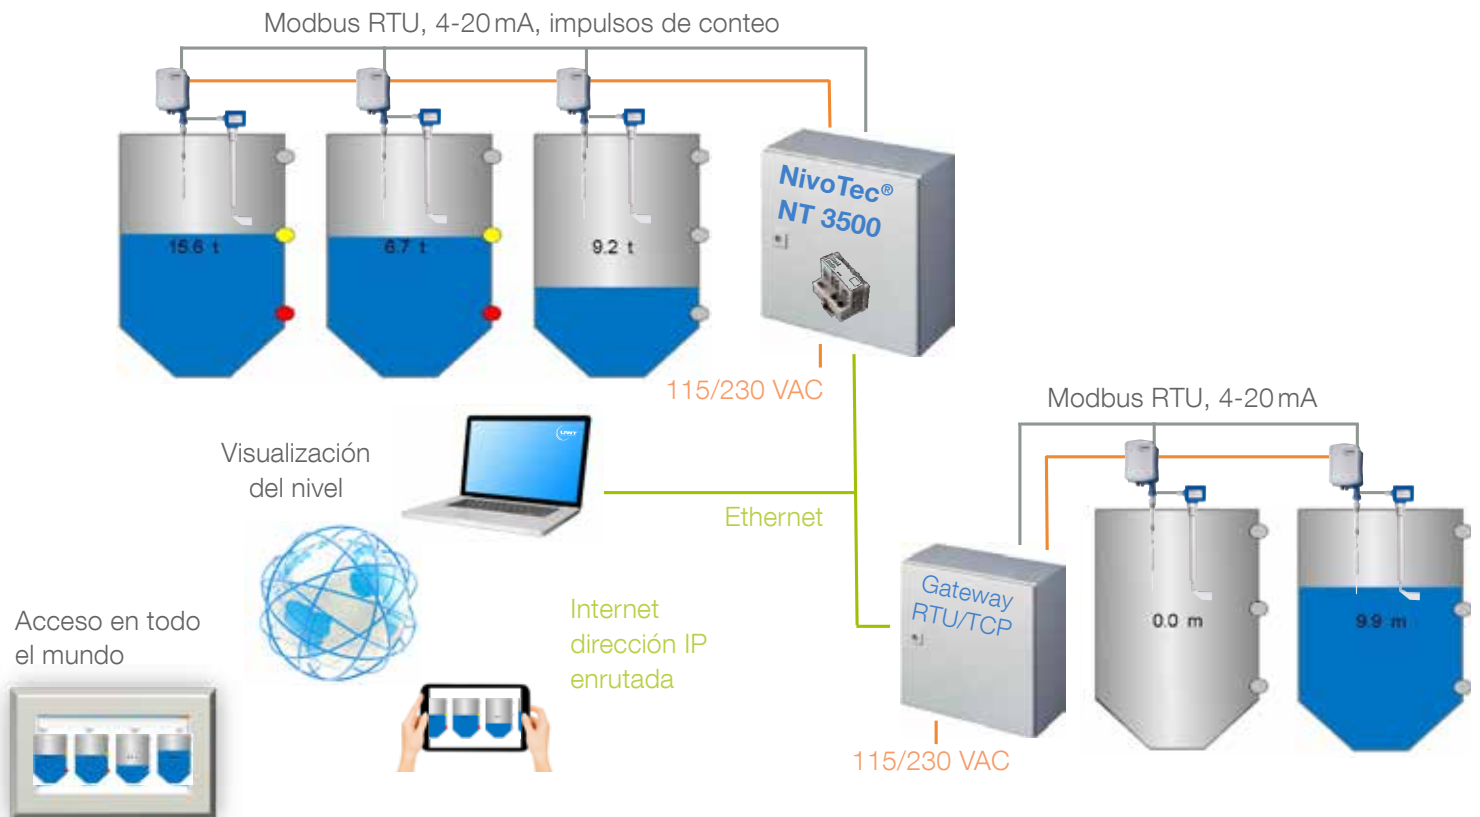 Modbus RTU, 4-20 mA, impulsos de conteo
15.6 t
6.7 t
9.2 t
NivoTec®
NT 3500
115/230 VAC
Modbus RTU, 4-20 mA
Visualización
del nivel
UWT
Ethernet
Gateway
RTU/TCP
0.0 m
9.9 m
Internet
dirección IP
enrutada
Acceso en todo
el mundo
115/230 VAC